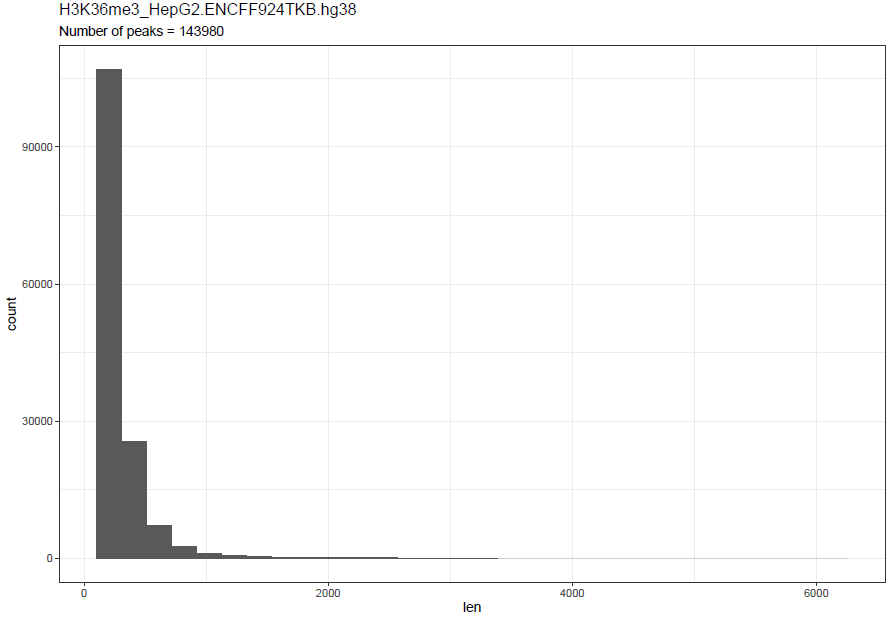 H3K36me3_HepG2.ENCFF924TKB.hg38
Number of peaks = 143980
90000
60000
30000
0
count
0 2000 4000 6000
len